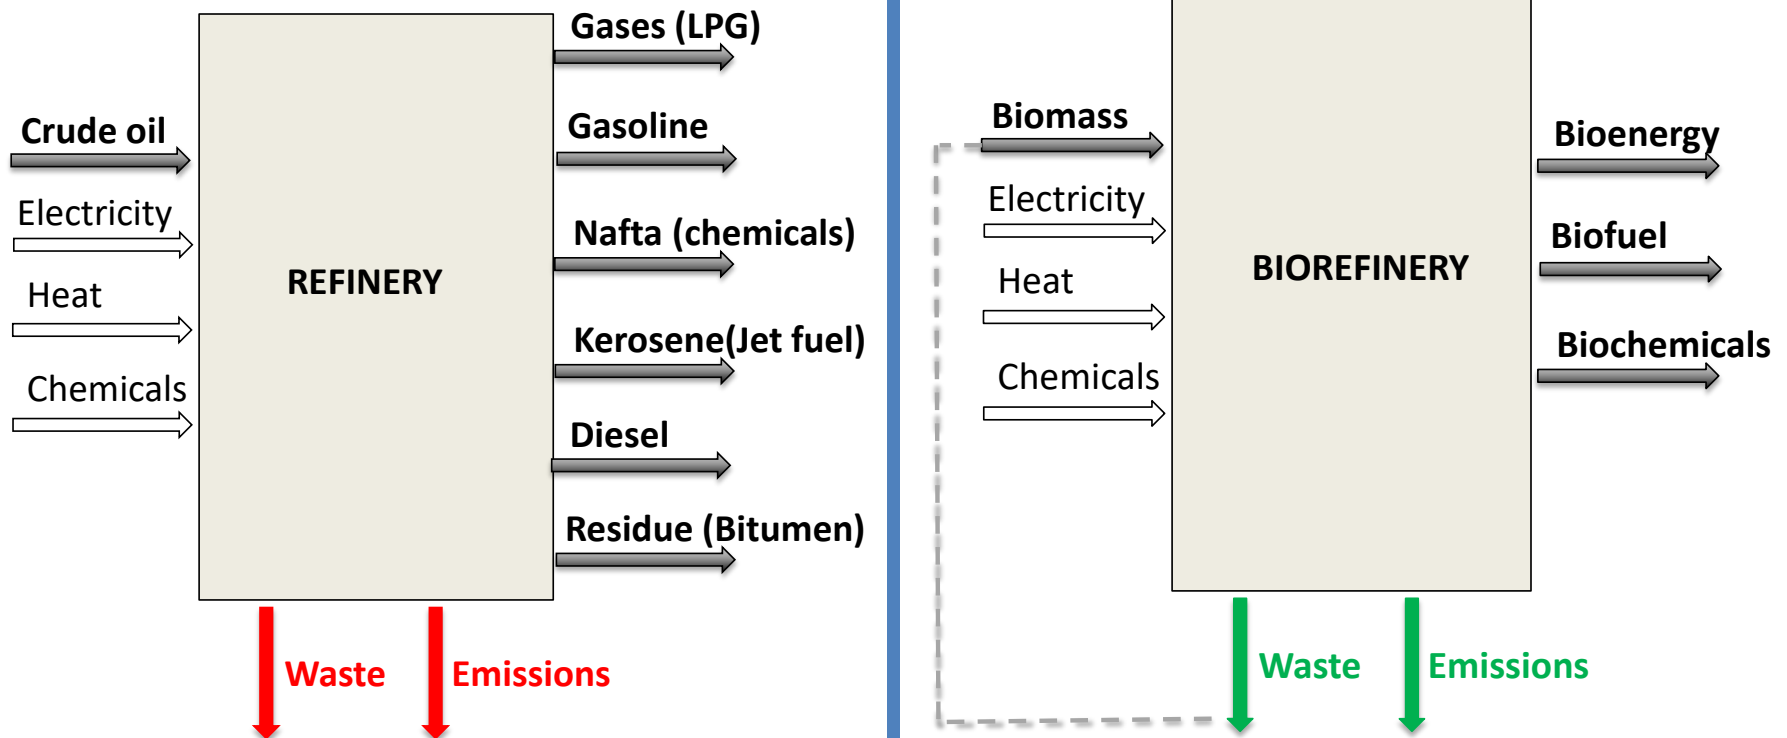 Gases (LPG)
Crude oil
Gasoline
Electricity
Nafta (chemicals)
REFINERY
Heat
Kerosene(Jet fuel)
Chemicals
Diesel
Residue (Bitumen)
Waste
Emissions
Biomass
Bioenergy
Electricity
Biofuel
BIOREFINERY
Heat
Biochemicals
Chemicals
Waste
Emissions